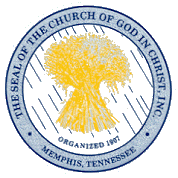 THE SEAL OF THE CHURCH OF GOD IN CHRIST, INC.
ORGANIZED 1907
MEMPHIS, TENNESSEE